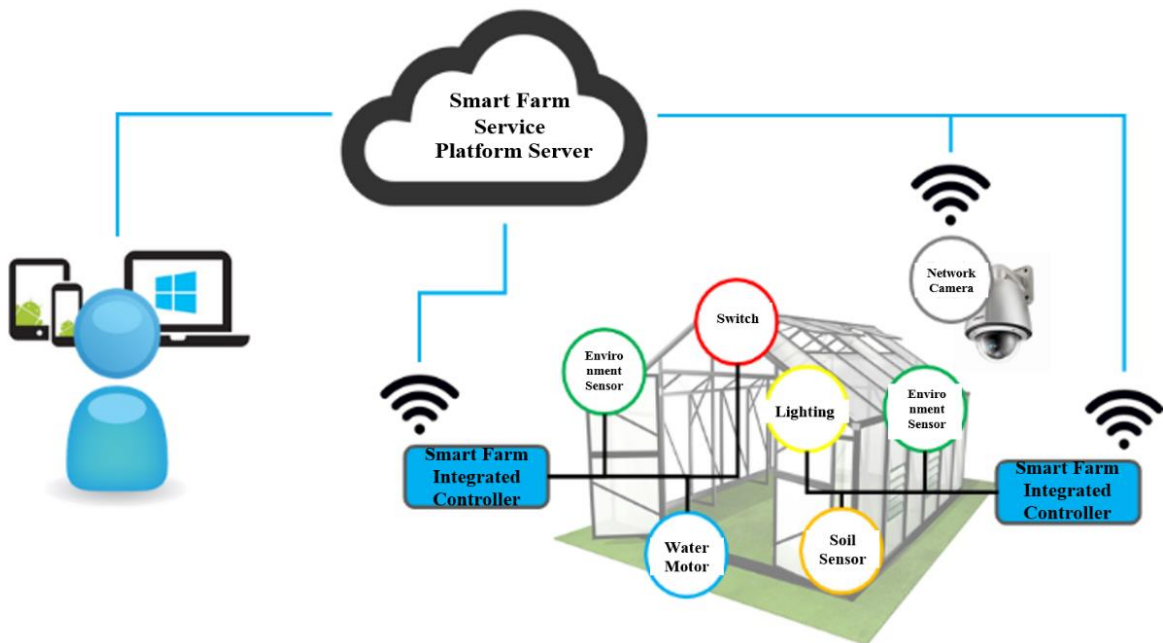 Smart Farm
Service
Platform Server
Network
Camera
Switch
Enviro
nment
Sensor
Lighting
Enviro
nment
Sensor
Smart Farm
Integrated
Controller
Smart Farm
Integrated
Controller
Water
Motor
Soil
Sensor